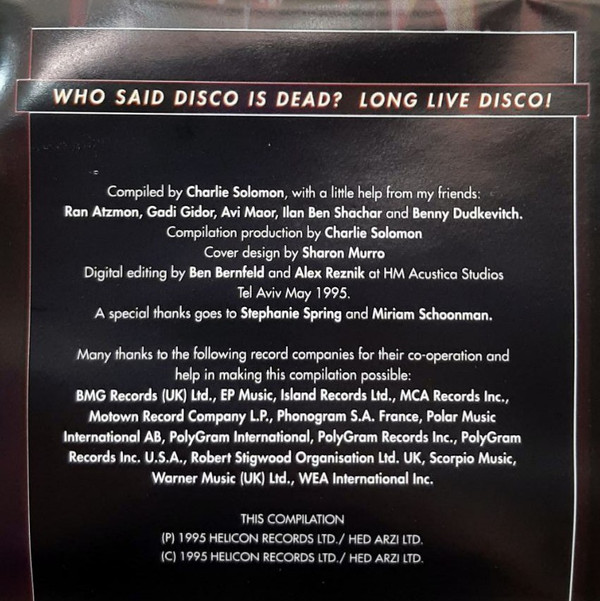 WHO SAID DISCO IS DEAD? LONG LIVE DISCO!
Compiled by Charlie Solomon, with a little help from my friends:
Ran Atzmon, Gadi Gidor, Avi Maor, Ilan Ben Shachar and Benny Dudkevitch.
Compilation production by Charlie Solomon
Cover design by Sharon Murro
Digital editing by Ben Bernfeld and Alex Reznik at HM Acustica Studios
Tel Aviv May 1995.
A special thanks goes to Stephanie Spring and Miriam Schoonman.
Many thanks to the following record companies for their co-operation and
help in making this compilation possible:
BMG Records (UK) Ltd., EP Music, Island Records Ltd., MCA Records Inc.,
Motown Record Company L.P., Phonogram S.A. France, Polar Music
International AB, PolyGram International, PolyGram Records Inc., PolyGram
Records Inc. U.S.A., Robert Stigwood Organisation Ltd. UK, Scorpio Music,
Warner Music (UK) Ltd., WEA International Inc.
THIS COMPILATION
(P) 1995 HELICON RECORDS LTD./ HED ARZI LTD.
(C) 1995 HELICON RECORDS LTD./ HED ARZI LTD.